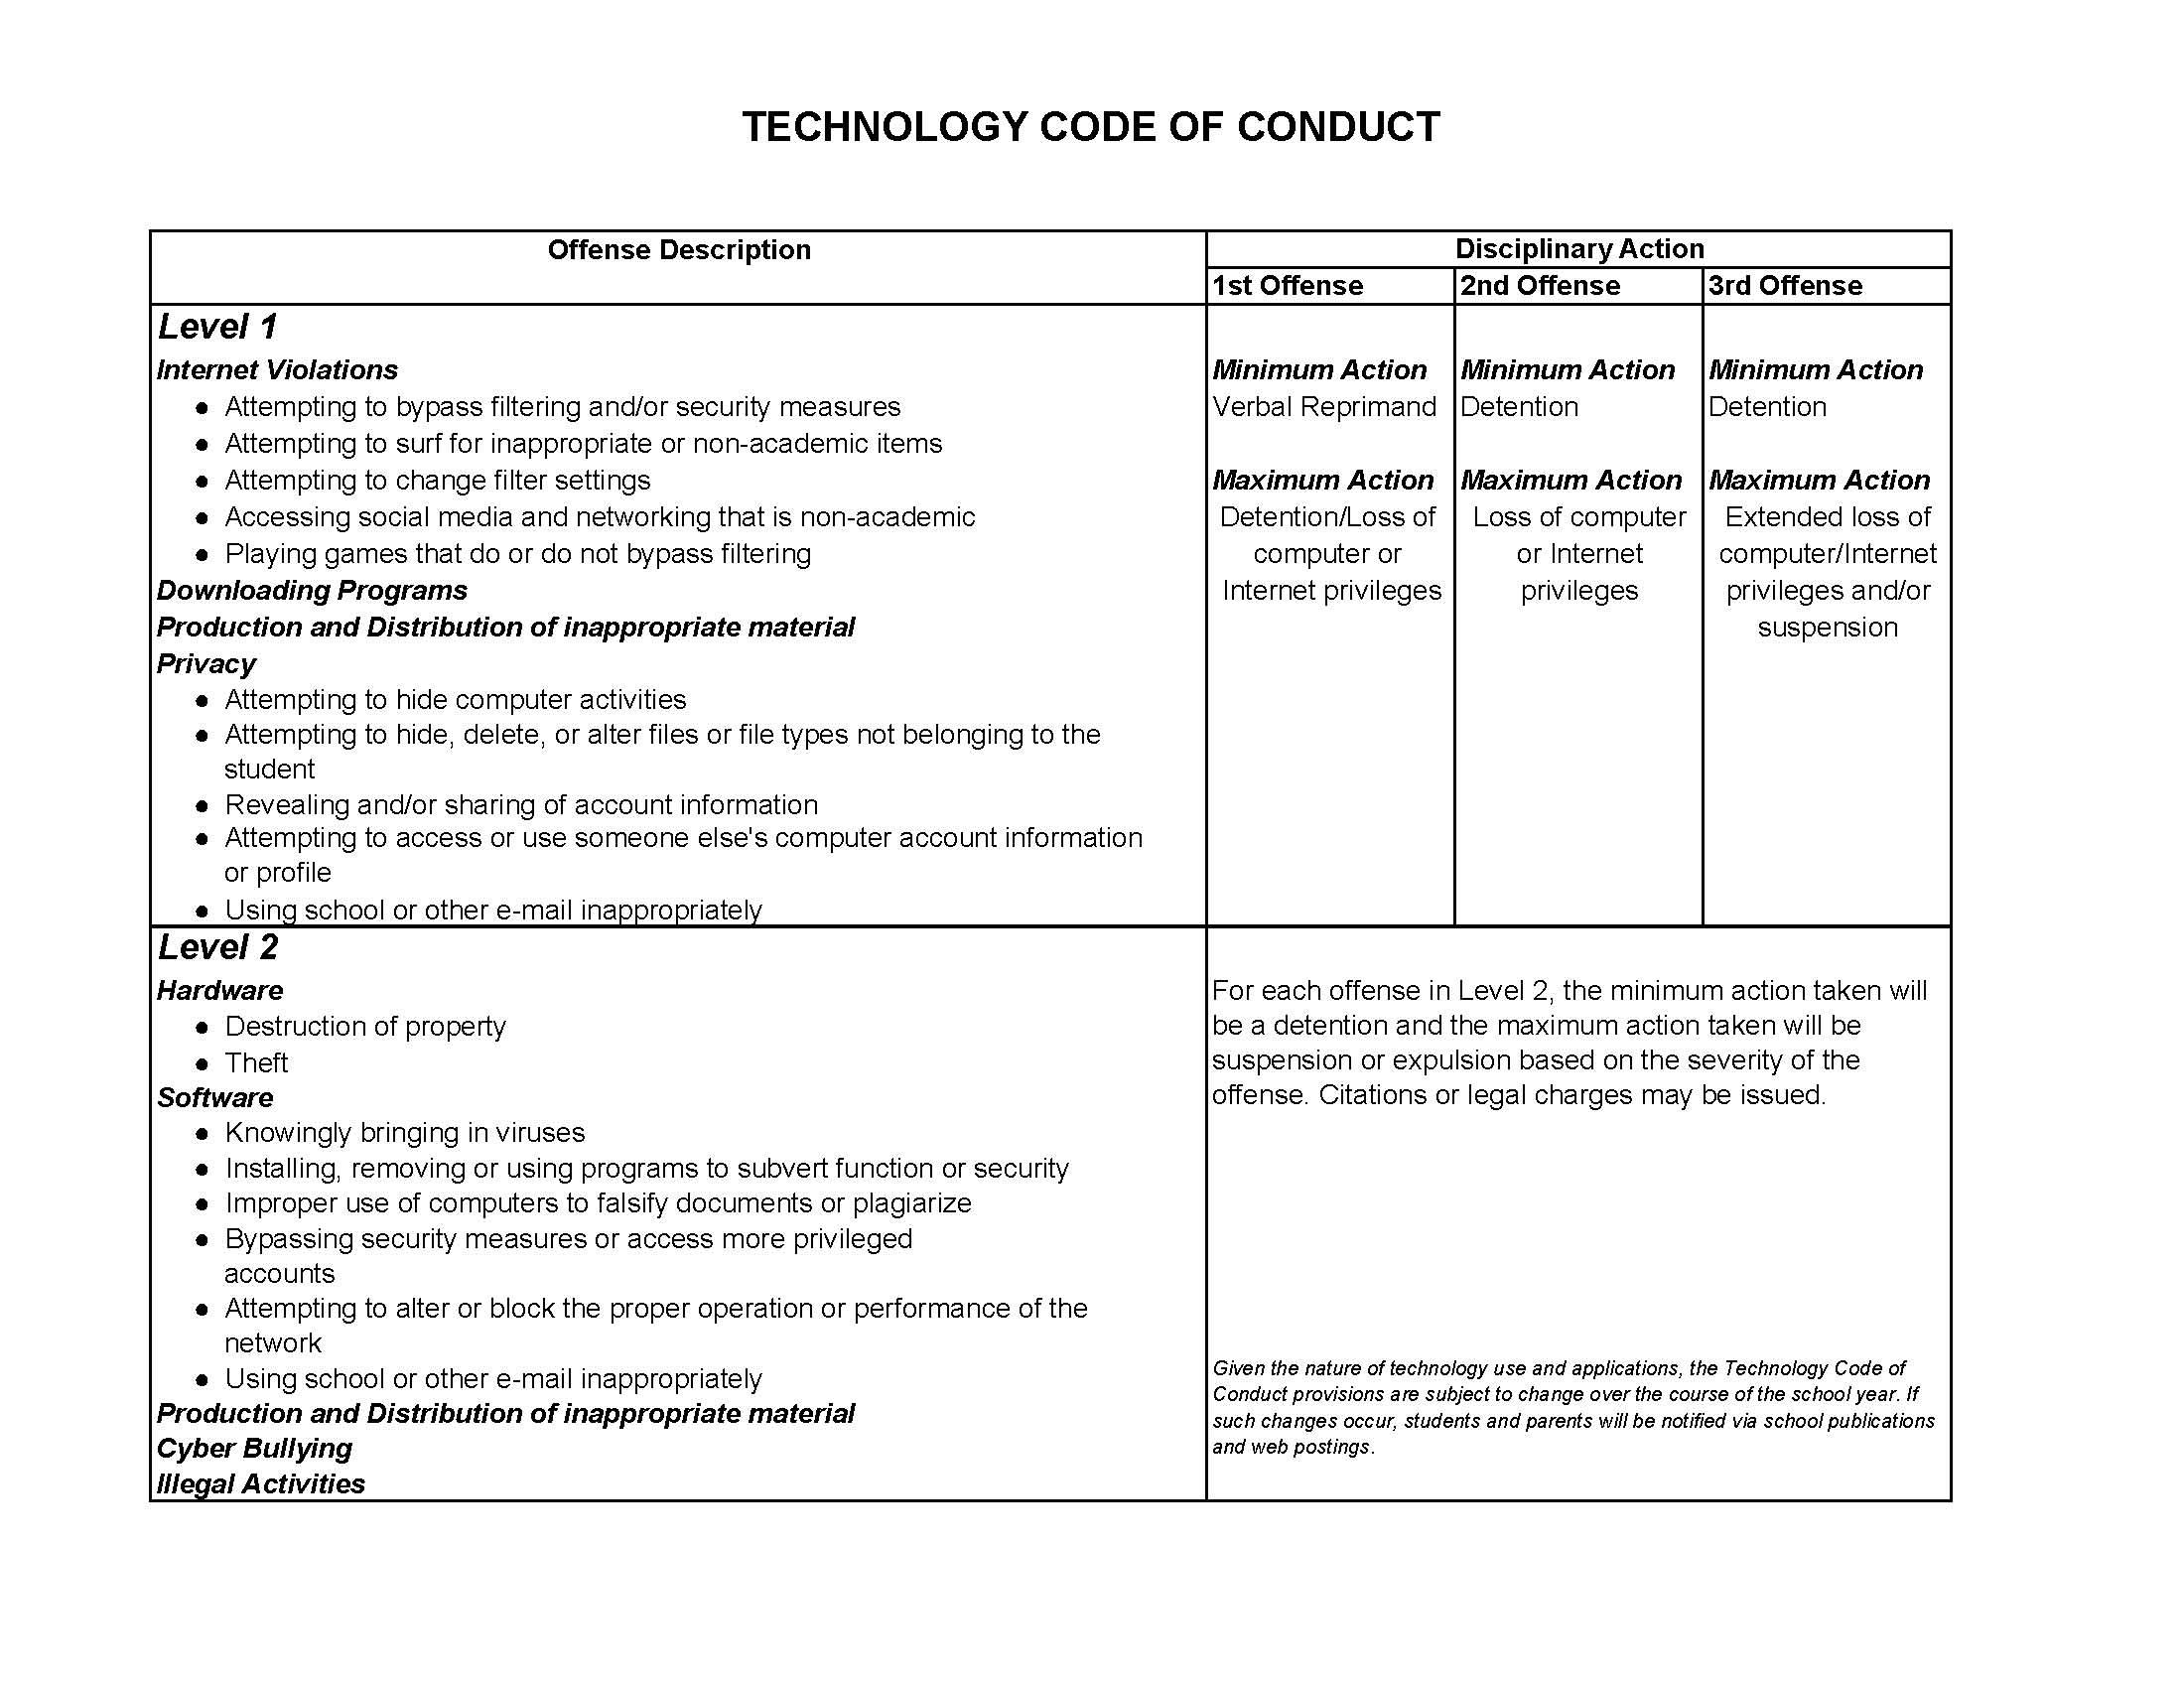 TECHNOLOGY CODE OF CONDUCT
Offense Description
Disciplinary Action
1st Offense
2nd Offense
3rd Offense
Level 1
Internet Violations
● Attempting to bypass filtering and/or security measures
● Attempting to surf for inappropriate or non-academic items
● Attempting to change filter settings
● Accessing social media and networking that is non-academic
● Playing games that do or do not bypass filtering
Downloading Programs
Production and Distribution of inappropriate material
Privacy
● Attempting to hide computer activities
● Attempting to hide, delete, or alter files or file types not belonging to the
student
● Revealing and/or sharing of account information
● Attempting to access or use someone else's computer account information
or profile
● Using school or other e-mail inappropriately
Minimum Action
Verbal Reprimand
Maximum Action
Detention/Loss of
computer or
Internet privileges
Minimum Action
Detention
Maximum Action
Loss of computer
or Internet
privileges
Minimum Action
Detention
Maximum Action
Extended loss of
computer/Internet
privileges and/or
suspension
Level 2
Hardware
● Destruction of property
● Theft
Software
● Knowingly bringing in viruses
● Installing, removing or using programs to subvert function or security
● Improper use of computers to falsify documents or plagiarize
● Bypassing security measures or access more privileged
accounts
● Attempting to alter or block the proper operation or performance of the
network
● Using school or other e-mail inappropriately
Production and Distribution of inappropriate material
Cyber Bullying
Illegal Activities
For each offense in Level 2, the minimum action taken will
be a detention and the maximum action taken will be
suspension or expulsion based on the severity of the
offense. Citations or legal charges may be issued.
Given the nature of technology use and applications, the Technology Code of
Conduct provisions are subject to change over the course of the school year. If
such changes occur, students and parents will be notified via school publications
and web postings.